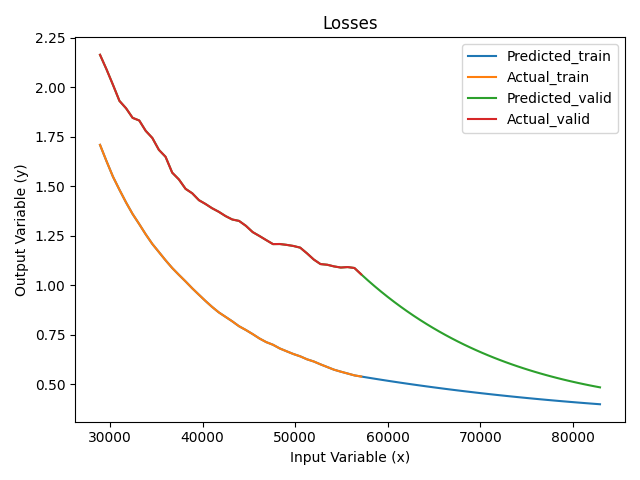 Losses
2.25
2.00
1.75
1.50
1.25
1.00
0.75
0.50
Output Variable (y)
Predicted_train
Actual_train
Predicted_valid
Actual_valid
30000 40000 50000 60000 70000 80000
Input Variable (x)